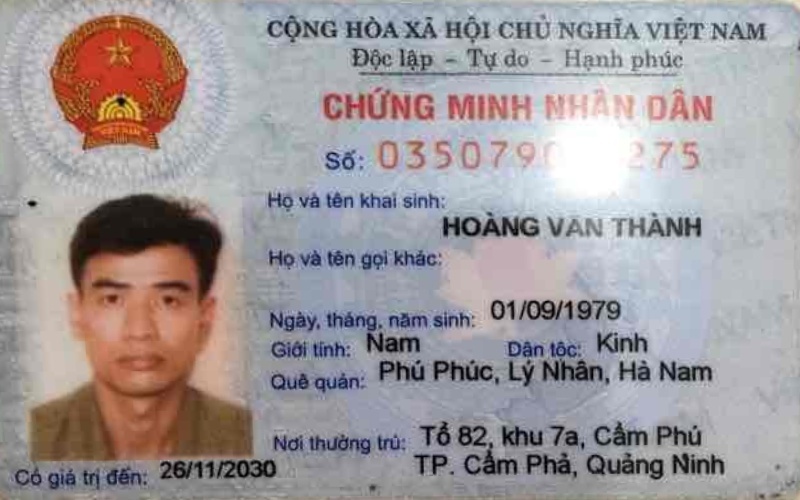 CỘNG HÒA XÃ HỘI CHỦ NGHĨA VIỆT NAM
Độc lập - Tự do - Hạnh phúc
CHỨNG MINH NHÂN DÂN
Số:
Họ và tên khai sinh:
HOÀNG VĂN THÀNH
Họ và tên gọi khác:
Ngày, tháng, năm sinh: 01/09/1979
Giới tính: Nam Dân tộc: Kinh
Quê quán: Phú Phúc, Lý Nhân, Hà Nam
Nơi thường trú: Tổ 82, khu 7a, Cẩm Phú
TP. Cẩm Phả, Quảng Ninh
Có giá trị đến: 26/11/2030
VIỆT NAM